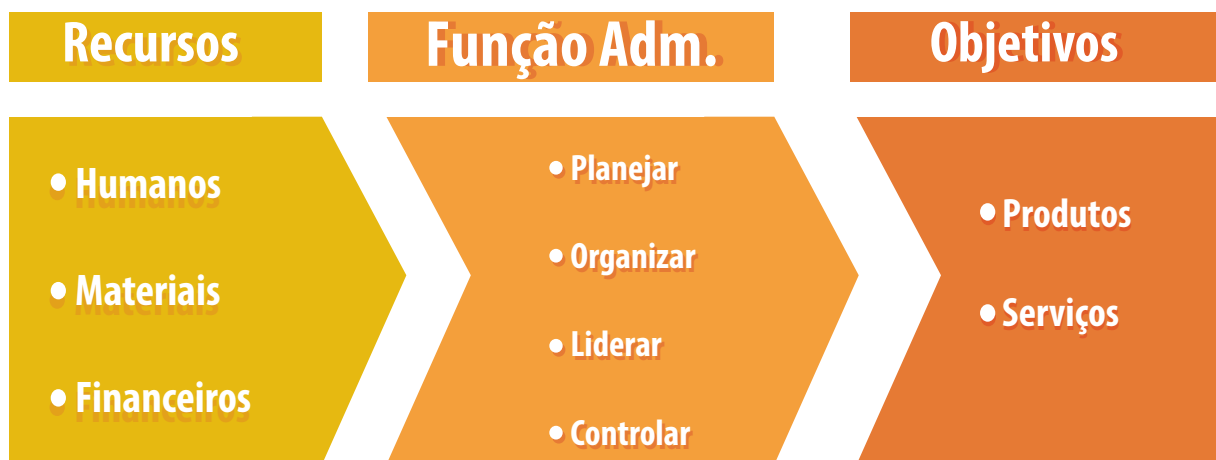 Recursos
• Humanos
• Materiais
• Financeiros
Função Adm.
• Planejar
• Organizar
• Liderar
• Controlar
Objetivos
• Produtos
• Serviços